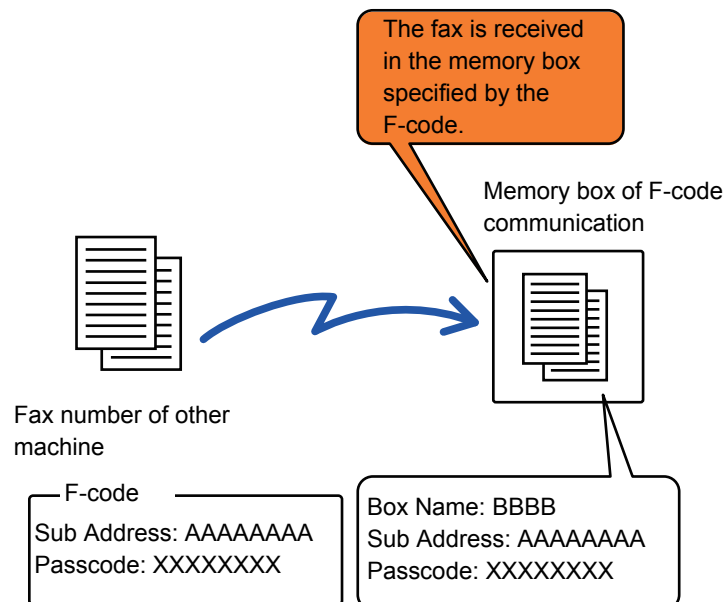 The fax is received
in the memory box
specified by the
F-code.
Memory box of F-code
communication
Fax number of other
machine
F-code
Sub Address: AAAAAAAA
Passcode: XXXXXXXX
Box Name: BBBB
Sub Address: AAAAAAAA
Passcode: XXXXXXXX